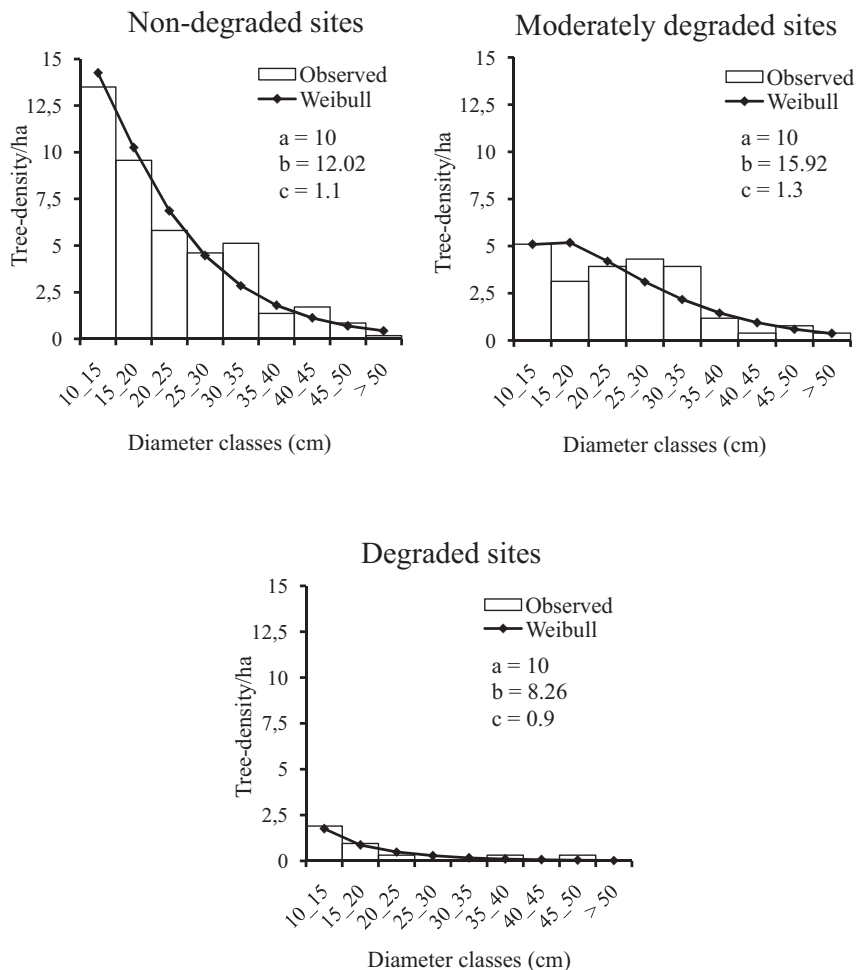 Non-degraded sites
Tree-density/ha
15
12,5
10
7,5
5
2,5
0
Observed
Weibull
a = 10
b = 12.02
c = 1.1
10_15
15_20
20_25
25_30
30_35
35_40
40_45
45_50
> 50
Diameter classes (cm)
Moderately degraded sites
Tree-density/ha
15
12,5
10
7,5
5
2,5
0
Observed
Weibull
a = 10
b = 15.92
c = 1.3
10_15
15_20
20_25
25_30
30_35
35_40
40_45
45_50
> 50
Diameter classes (cm)
Degraded sites
Tree-density/ha
15
12,5
10
7,5
5
2,5
0
Observed
Weibull
a = 10
b = 8.26
c = 0.9
10_15
15_20
20_25
25_30
30_35
35_40
40_45
45_50
> 50
Diameter classes (cm)